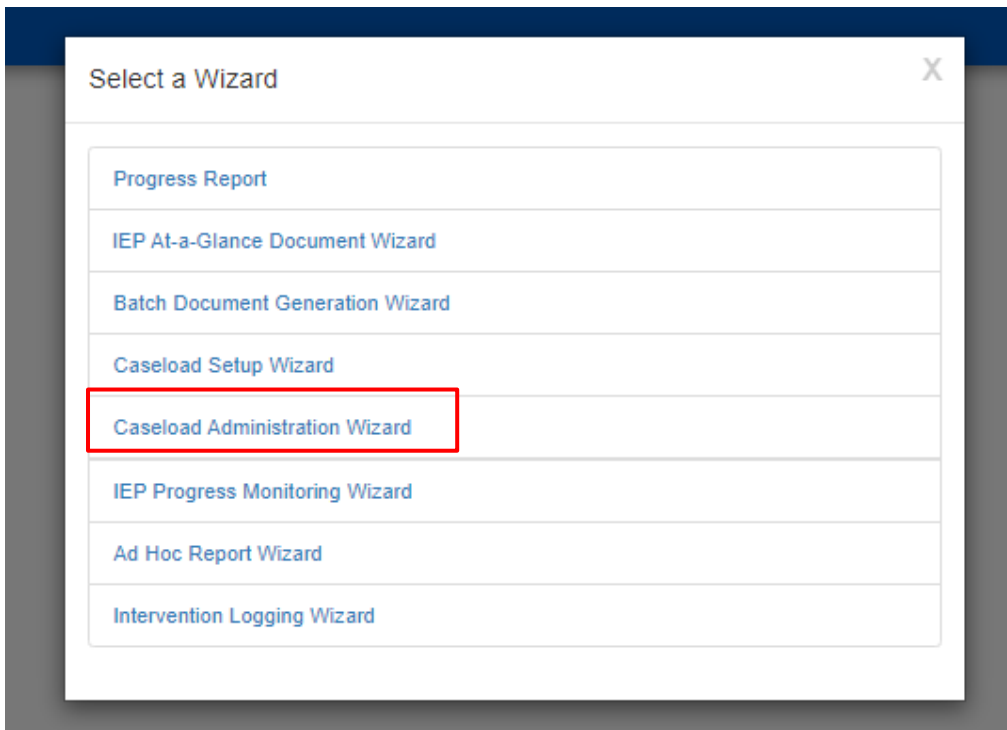 Select a Wizard
X
Progress Report
IEP At-a-Glance Document Wizard
Batch Document Generation Wizard
Caseload Setup Wizard
Caseload Administration Wizard
IEP Progress Monitoring Wizard
Ad Hoc Report Wizard
Intervention Logging Wizard